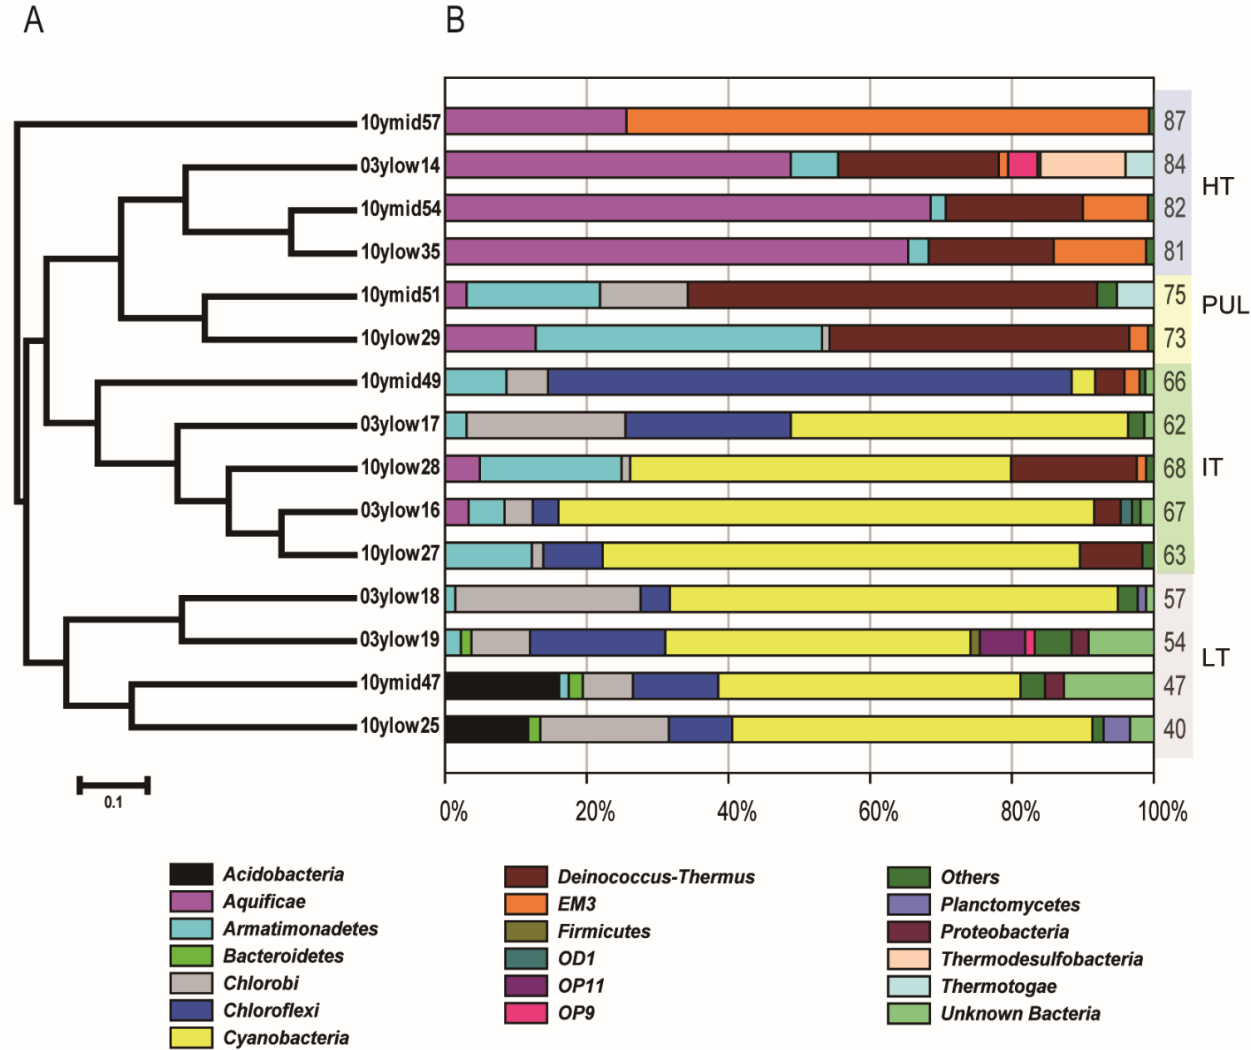 A B
10ymid57 87
03ylow14 84
HT
10ymid54 82
10ylow35 81
10ymid51 75
PUL
10ylow29 73
10ymid49 66
03ylow17 62
10ylow28 68
IT
03ylow16 67
10ylow27 63
03ylow18 57
03ylow19 54
LT
10ymid47 47
10ylow25 40
0.1
0% 20% 40% 60% 80% 100%
Acidobacteria
Aquificae
Armatimonadetes
Bacteroidetes
Chlorobi
Chloroflexi
Cyanobacteria
Deinococcus-Thermus
EM3
Firmicutes
OD1
OP11
OP9
Others
Planctomycetes
Proteobacteria
Thermodesulfobacteria
Thermotogae
Unknown Bacteria